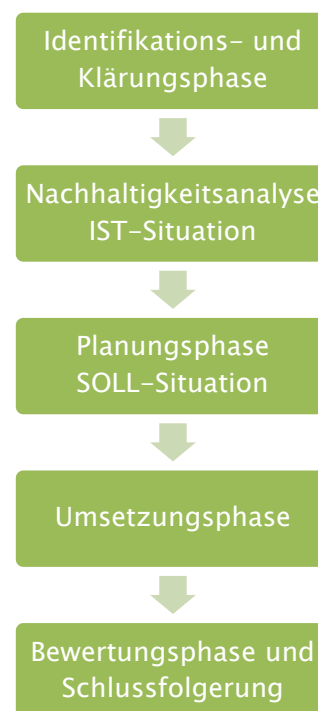 Identifikations- und
Klärungsphase
Nachhaltigkeitsanalyse
IST-Situation
Planungsphase
SOLL-Situation
Umsetzungsphase
Bewertungsphase und
Schlussfolgerung